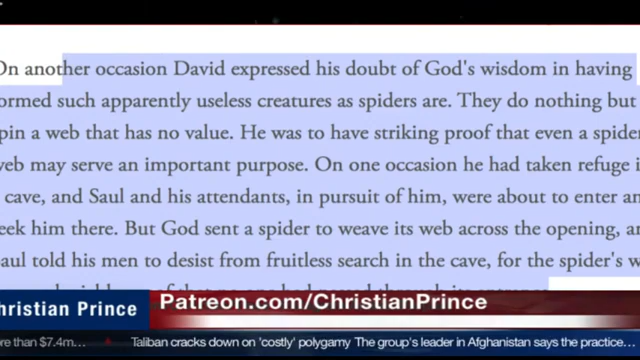 On another occasion David expressed his doubt of God's wisdom in having
ormed such apparently useless creatures as spiders are. They do nothing but
pin a web that has no value. He was to have striking proof that even a spider
web may serve an important purpose. On one occasion he had taken refuge i
cave, and Saul and his attendants, in pursuit of him, were about to enter an
eek him there. But God sent a spider to weave its web across the opening, an
aul told his men to desist from fruitless search in the cave, for the spider's w
Christian Prince
Patreon.com/ChristianPrince
ore than $7.4m…
Taliban cracks down on 'costly' polygamy The group's leader in Afghanistan says the practice…